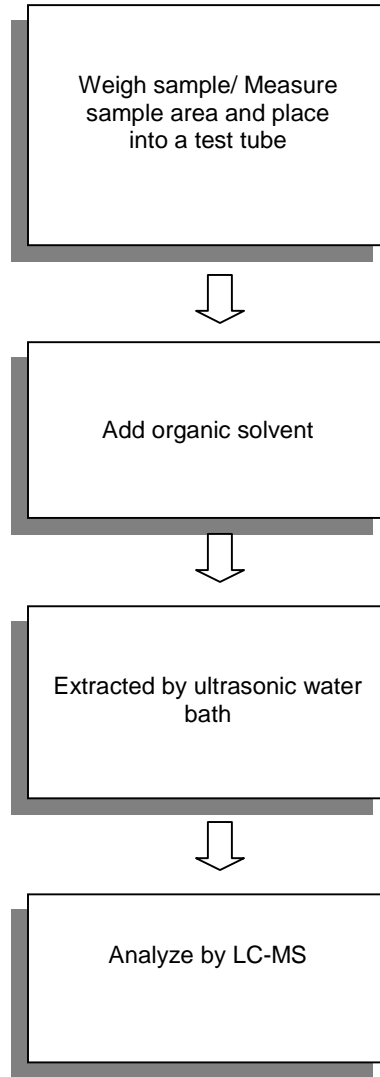 Weigh sample/ Measure
sample area and place
into a test tube
Add organic solvent
Extracted by ultrasonic water
bath
Analyze by LC-MS